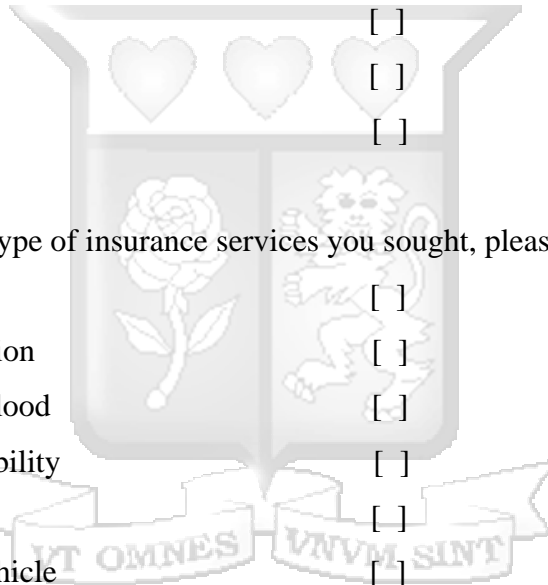 [ ]
[ ]
[ ]
ype of insurance services you sought, pleas
[ ]
ion [ ]
lood [ ]
bility [ ]
[ ]
VT OMNES VNVM SINT
hicle [ ]